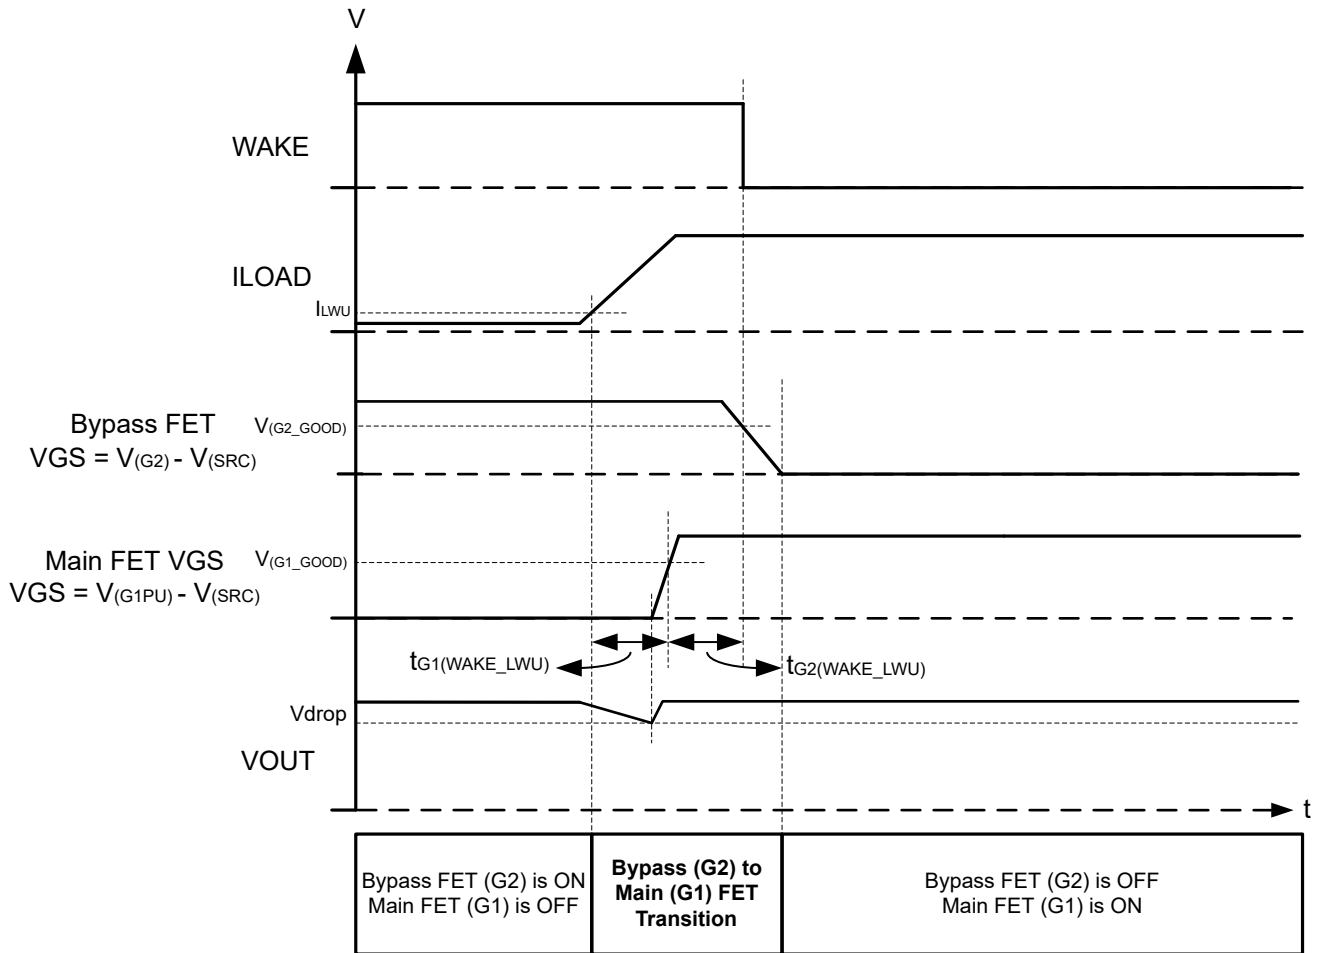 V
WAKE
ILOAD
ILWU
Bypass FET
VGS = V(G2) - V(SRC)
V(G2_GOOD)
Main FET VGS
VGS = V(G1PU) - V(SRC)
V(G1_GOOD)
tG1(WAKE_LWU)
tG2(WAKE_LWU)
Vdrop
VOUT
t
Bypass FET (G2) is ON
Main FET (G1) is OFF
Bypass (G2) to
Main (G1) FET
Transition
Bypass FET (G2) is OFF
Main FET (G1) is ON